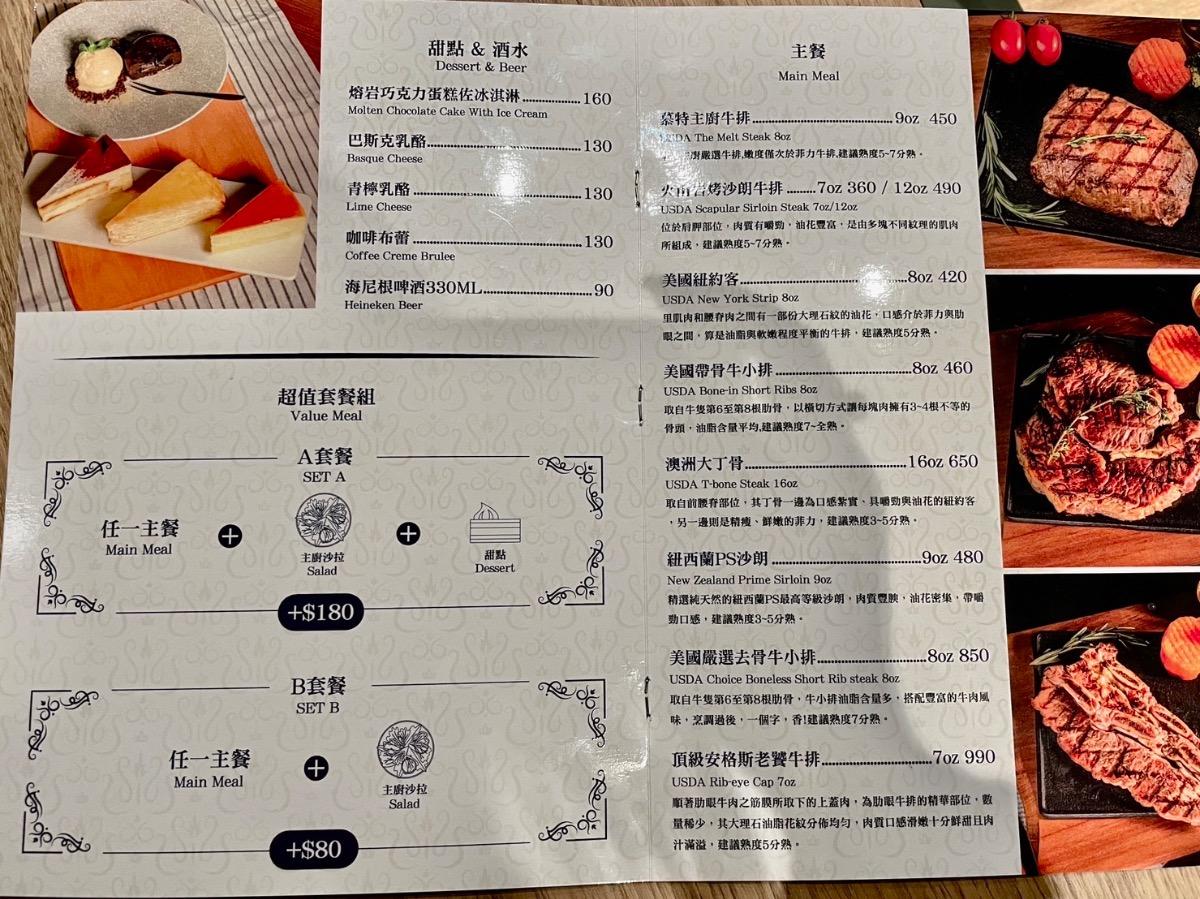 甜點 & 酒水
Dessert & Beer
熔岩巧克力蛋糕佐冰淇淋..............160
Molten Chocolate Cake With Ice Cream
巴斯克乳酪..............130
Basque Cheese
青檸乳酪..............130
Lime Cheese
咖啡布蕾..............130
Coffee Creme Brulee
海尼根啤酒330ML..............90
Heineken Beer
超值套餐組
Value Meal
A套餐
SET A
任一主餐
Main Meal
+
主廚沙拉
Salad
+
甜點
Dessert
+$180
B套餐
SET B
任一主餐
Main Meal
+
主廚沙拉
Salad
+$80
主餐
Main Meal
慕特主廚牛排..............9oz 450
USDA The Melt Steak 8oz
廚嚴選牛排,嫩度僅次於菲力牛排,建議熟度5~7分熟。
火山岩烤沙朗牛排........7oz 360 / 12oz 490
USDA Scapular Sirloin Steak 7oz/12oz
位於肩胛部位，肉質有嚼勁，油花豐富，是由多塊不同紋理的肌肉
所組成，建議熟度5~7分熟。
美國紐約客..............8oz 420
USDA New York Strip 8oz
里肌肉和腰脊肉之間有一部份大理石紋的油花，口感介於菲力與肋
眼之間，算是油脂與軟嫩程度平衡的牛排，建議熟度5分熟。
美國帶骨牛小排..............8oz 460
USDA Bone-in Short Ribs 8oz
取自牛隻第6至第8根肋骨，以橫切方式讓每塊肉擁有3~4根不等的
骨頭，油脂含量平均,建議熟度7~全熟。
澳洲大丁骨..............16oz 650
USDA T-bone Steak 16oz
取自前腰脊部位，其丁骨一邊為口感紮實、具嚼勁與油花的紐約客
，另一邊則是精瘦、鮮嫩的菲力，建議熟度3~5分熟。
紐西蘭PS沙朗..............9oz 480
New Zealand Prime Sirloin 9oz
精選純天然的紐西蘭PS最高等級沙朗，肉質豐腴，油花密集，帶嚼
勁口感，建議熟度3~5分熟。
美國嚴選去骨牛小排..............8oz 850
USDA Choice Boneless Short Rib steak 8oz
取自牛隻第6至第8根肋骨，牛小排油脂含量多，搭配豐富的牛肉風
味，烹調過後，一個字，香!建議熟度7分熟。
頂級安格斯老饕牛排..............7oz 990
USDA Rib-eye Cap 7oz
順著肋眼牛肉之筋膜所取下的上蓋肉，為肋眼牛排的精華部位，數
量稀少，其大理石油脂花紋分佈均勻，肉質口感滑嫩十分鮮甜且肉
汁滿溢，建議熟度5分熟。